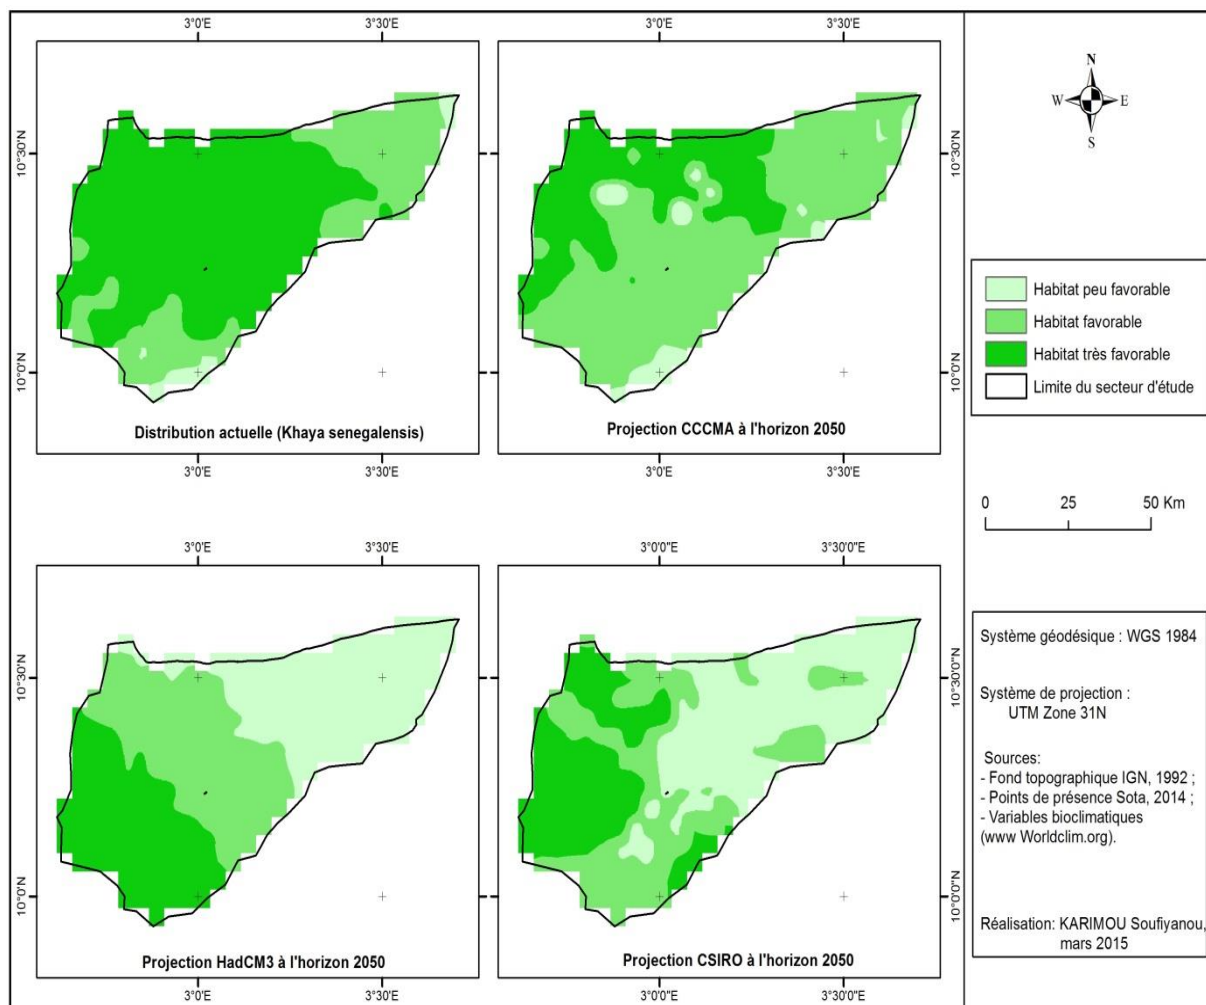 3°0'E 3°30'E
10°30'N
10°0'N
Distribution actuelle (Khaya senegalensis)
3°0'E 3°30'E
3°0'E 3°30'E
10°30'N
10°0'N
Projection CCCMA à l'horizon 2050
3°0'E 3°30'E
3°0'E 3°30'E
10°30'N
10°0'N
Projection HadCM3 à l'horizon 2050
3°0'E 3°30'E
3°0'0"E 3°30'0"E
10°30'0"N
10°0'0"N
Projection CSIRO à l'horizon 2050
3°0'0"E 3°30'0"E
N
W E
S
Habitat peu favorable
Habitat favorable
Habitat très favorable
Limite du secteur d'étude
0 25 50 Km
Système géodésique : WGS 1984
Système de projection :
UTM Zone 31N
Sources:
- Fond topographique IGN, 1992 ;
- Points de présence Sota, 2014 ;
- Variables bioclimatiques
(www Worldclim.org).
Réalisation: KARIMOU Soufiyanou,
mars 2015